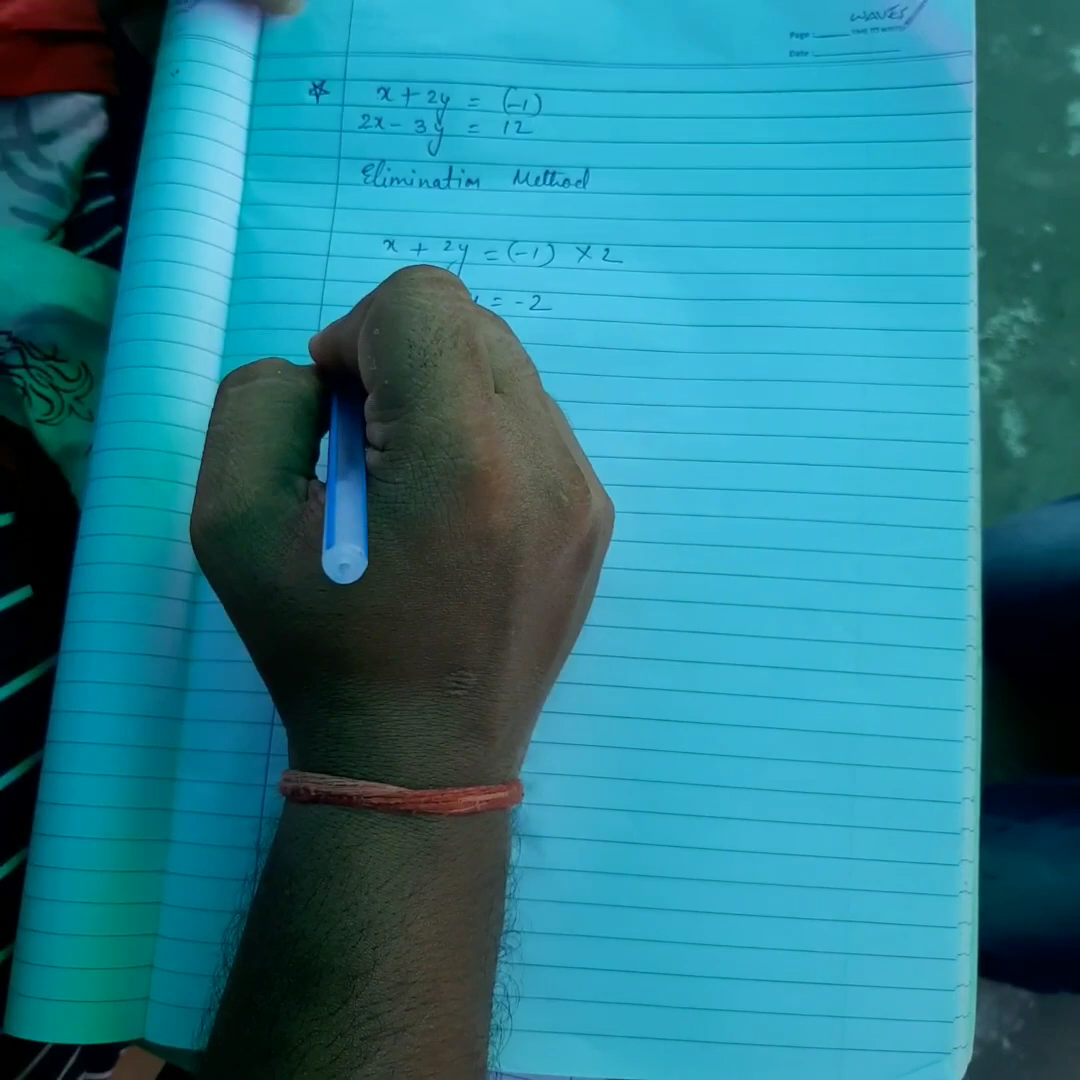 WAVES
Page :
Date :
x + 2y = (-1)
2x - 3y = 12
Elimination Method
x + 2y = (-1) × 2
= -2